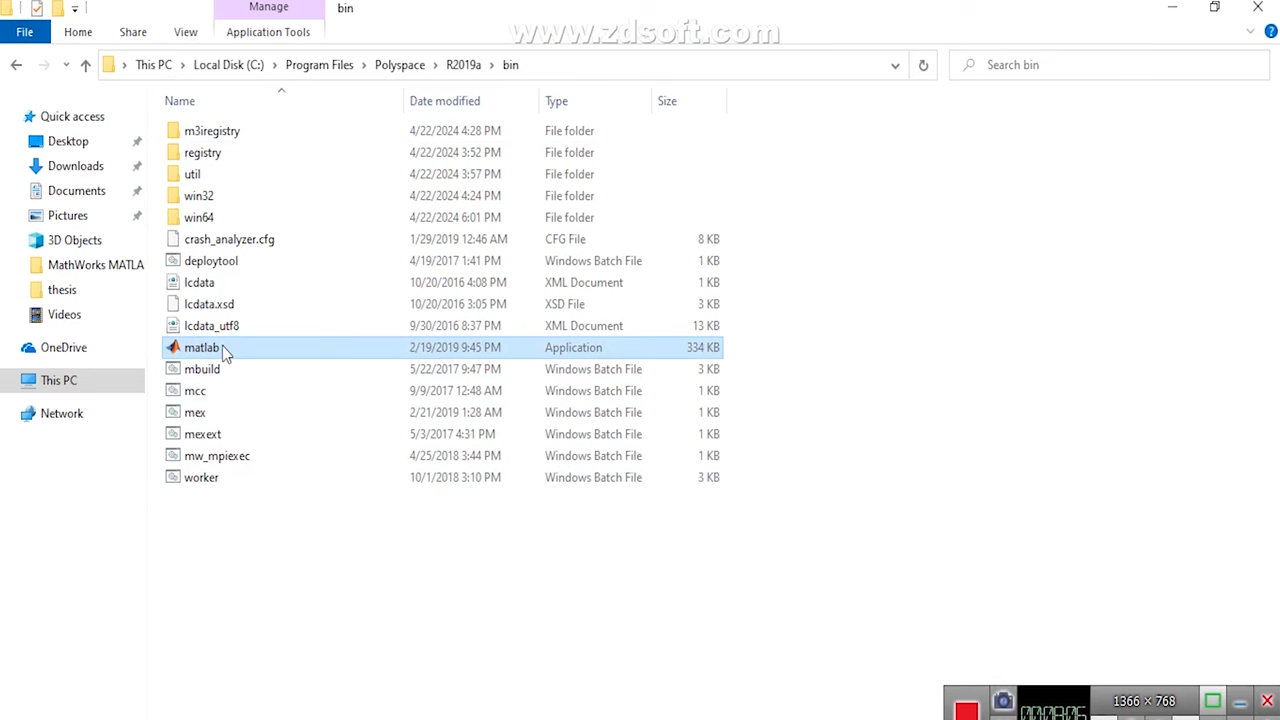 Manage bin
www.zdsoft.com
File Home Share View Application Tools
This PC Local Disk (C:) Program Files Polyspace R2019a bin Search bin
Name Date modified Type Size
Quick access
Desktop
Downloads
Documents
Pictures
3D Objects
MathWorks MATLA
thesis
Videos
OneDrive
This PC
Network
m3iregistry 4/22/2024 4:28 PM File folder
registry 4/22/2024 3:52 PM File folder
util 4/22/2024 3:57 PM File folder
win32 4/22/2024 4:24 PM File folder
win64 4/22/2024 6:01 PM File folder
crash_analyzer.cfg 1/29/2019 12:46 AM CFG File 8 KB
deploytool 4/19/2017 1:41 PM Windows Batch File 1 KB
lcdata 10/20/2016 4:08 PM XML Document 1 KB
lcdata.xsd 10/20/2016 3:05 PM XSD File 3 KB
lcdata_utf8 9/30/2016 8:37 PM XML Document 13 KB
matlab 2/19/2019 9:45 PM Application 334 KB
mbuild 5/22/2017 9:47 PM Windows Batch File 3 KB
mcc 9/9/2017 12:48 AM Windows Batch File 1 KB
mex 2/21/2019 1:28 AM Windows Batch File 1 KB
mexext 5/3/2017 4:31 PM Windows Batch File 1 KB
mw_mpiexec 4/25/2018 3:44 PM Windows Batch File 1 KB
worker 10/1/2018 3:10 PM Windows Batch File 3 KB
1366 × 768